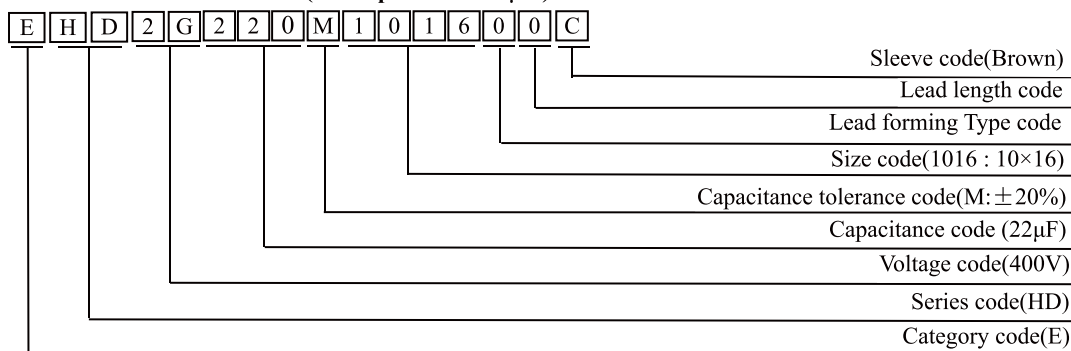 E H D 2 G 2 2 0 M 1 0 1 6 0 0 C
Sleeve code(Brown)
Lead length code
Lead forming Type code
Size code(1016 : 10×16)
Capacitance tolerance code(M:±20%)
Capacitance code (22μF)
Voltage code(400V)
Series code(HD)
Category code(E)